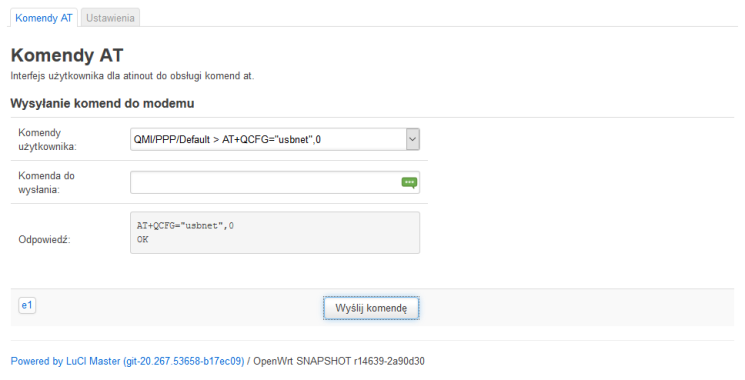 Komendy AT Ustawienia
Komendy AT
Interfejs użytkownika dla atinout do obsługi komend at.
Wysyłanie komend do modemu
Komendy
użytkownika:
QMI/PPP/Default > AT+QCFG="usbnet",0
Komenda do
wysłania:
Odpowiedź:
AT+QCFG="usbnet",0
OK
e1
Wyślij komendę
Powered by LuCI Master (git-20.267.53658-b17ec09) / OpenWrt SNAPSHOT r14639-2a90d30